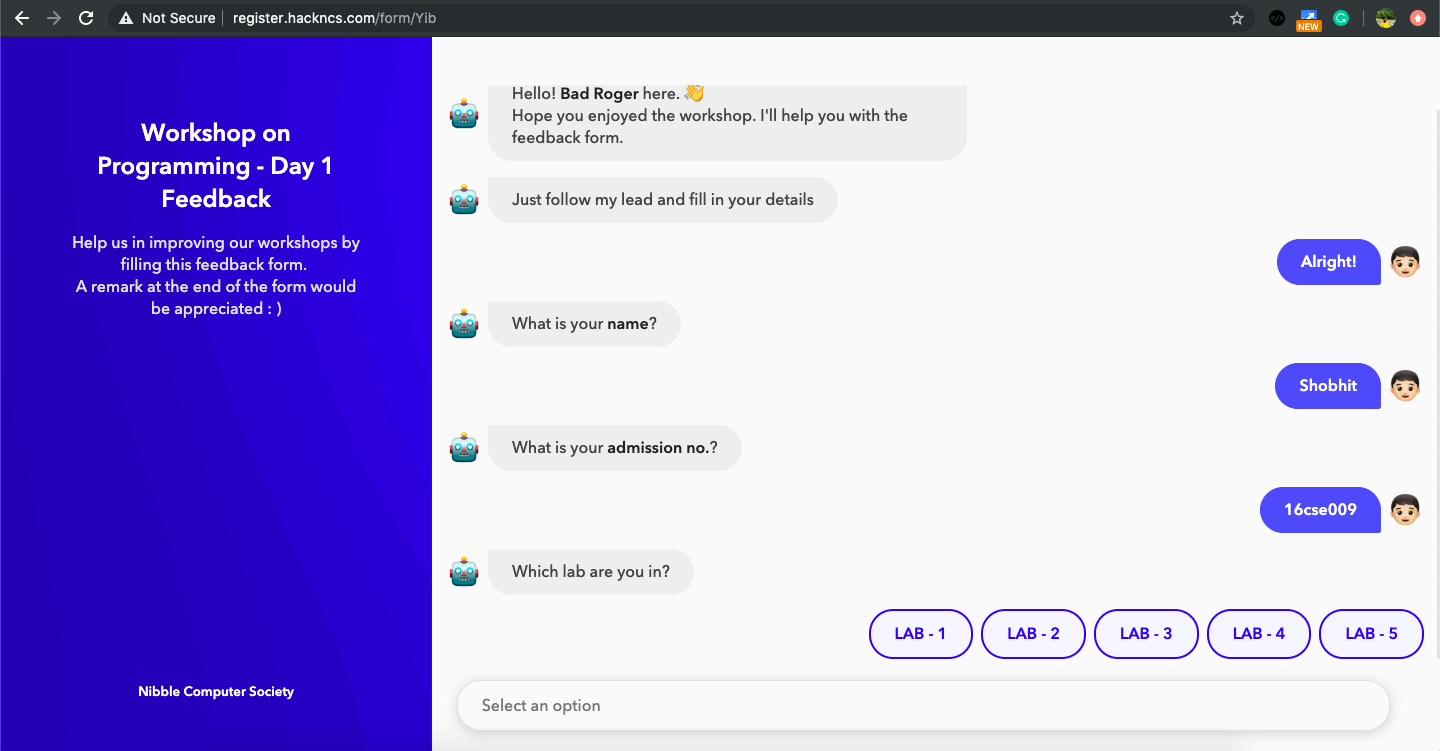 Not Secure
register.hackncs.com/form/Yib
NEW
Workshop on
Programming - Day 1
Feedback
Help us in improving our workshops by
filling this feedback form.
A remark at the end of the form would
be appreciated : )
Nibble Computer Society
Hello! Bad Roger here. 👋
Hope you enjoyed the workshop. I'll help you with the
feedback form.
Just follow my lead and fill in your details
Alright!
What is your name?
Shobhit
What is your admission no.?
16cse009
Which lab are you in?
LAB - 1
LAB - 2
LAB - 3
LAB - 4
LAB - 5
Select an option